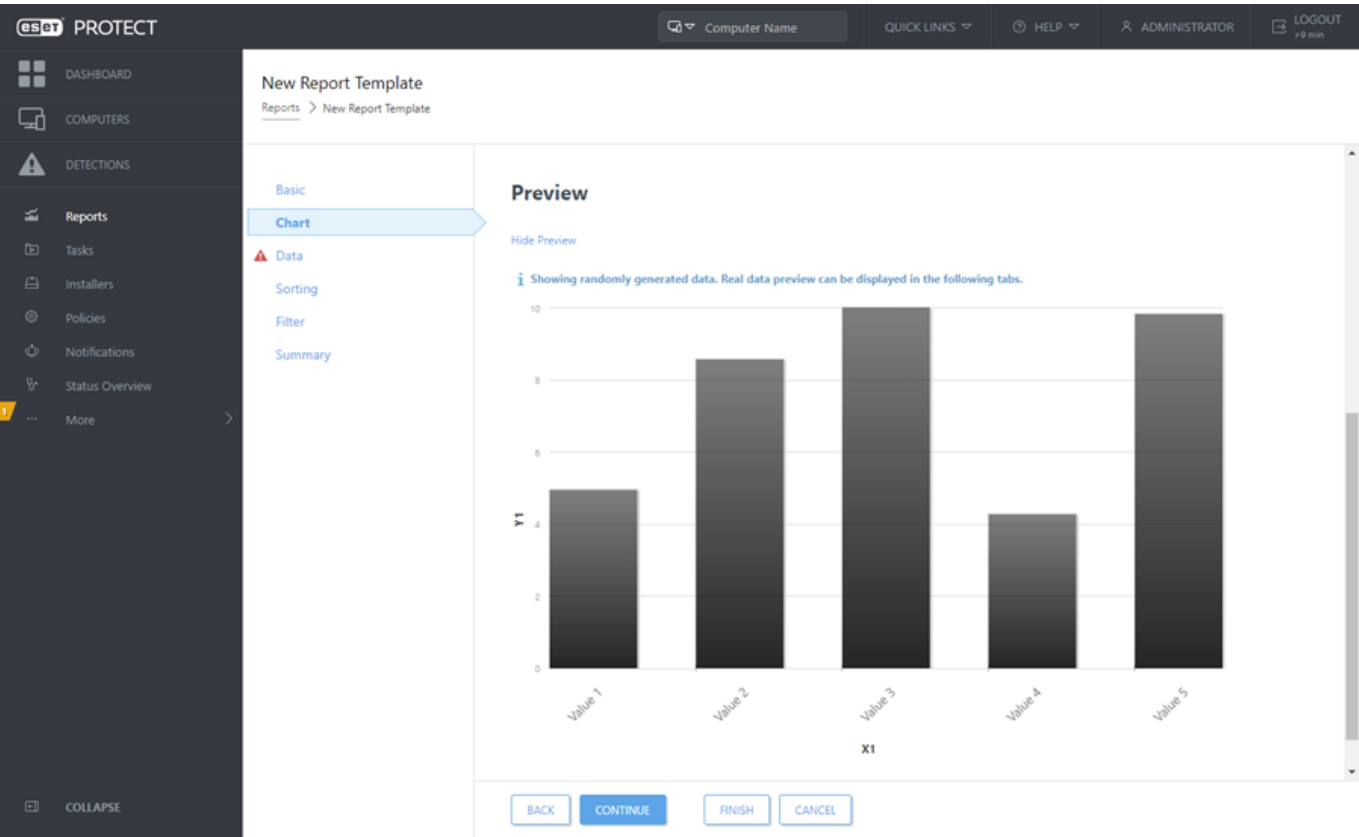 eset PROTECT
Computer Name
QUICK LINKS
HELP
ADMINISTRATOR
LOGOUT
>9 min
DASHBOARD
COMPUTERS
DETECTIONS
Reports
Tasks
Installers
Policies
Notifications
Status Overview
1
More
COLLAPSE
New Report Template
Reports > New Report Template
Basic
Chart
Data
Sorting
Filter
Summary
Preview
Hide Preview
Showing randomly generated data. Real data preview can be displayed in the following tabs.
10
8
6
4
2
0
Y1
Value 1
Value 2
Value 3
Value 4
Value 5
X1
BACK
CONTINUE
FINISH
CANCEL